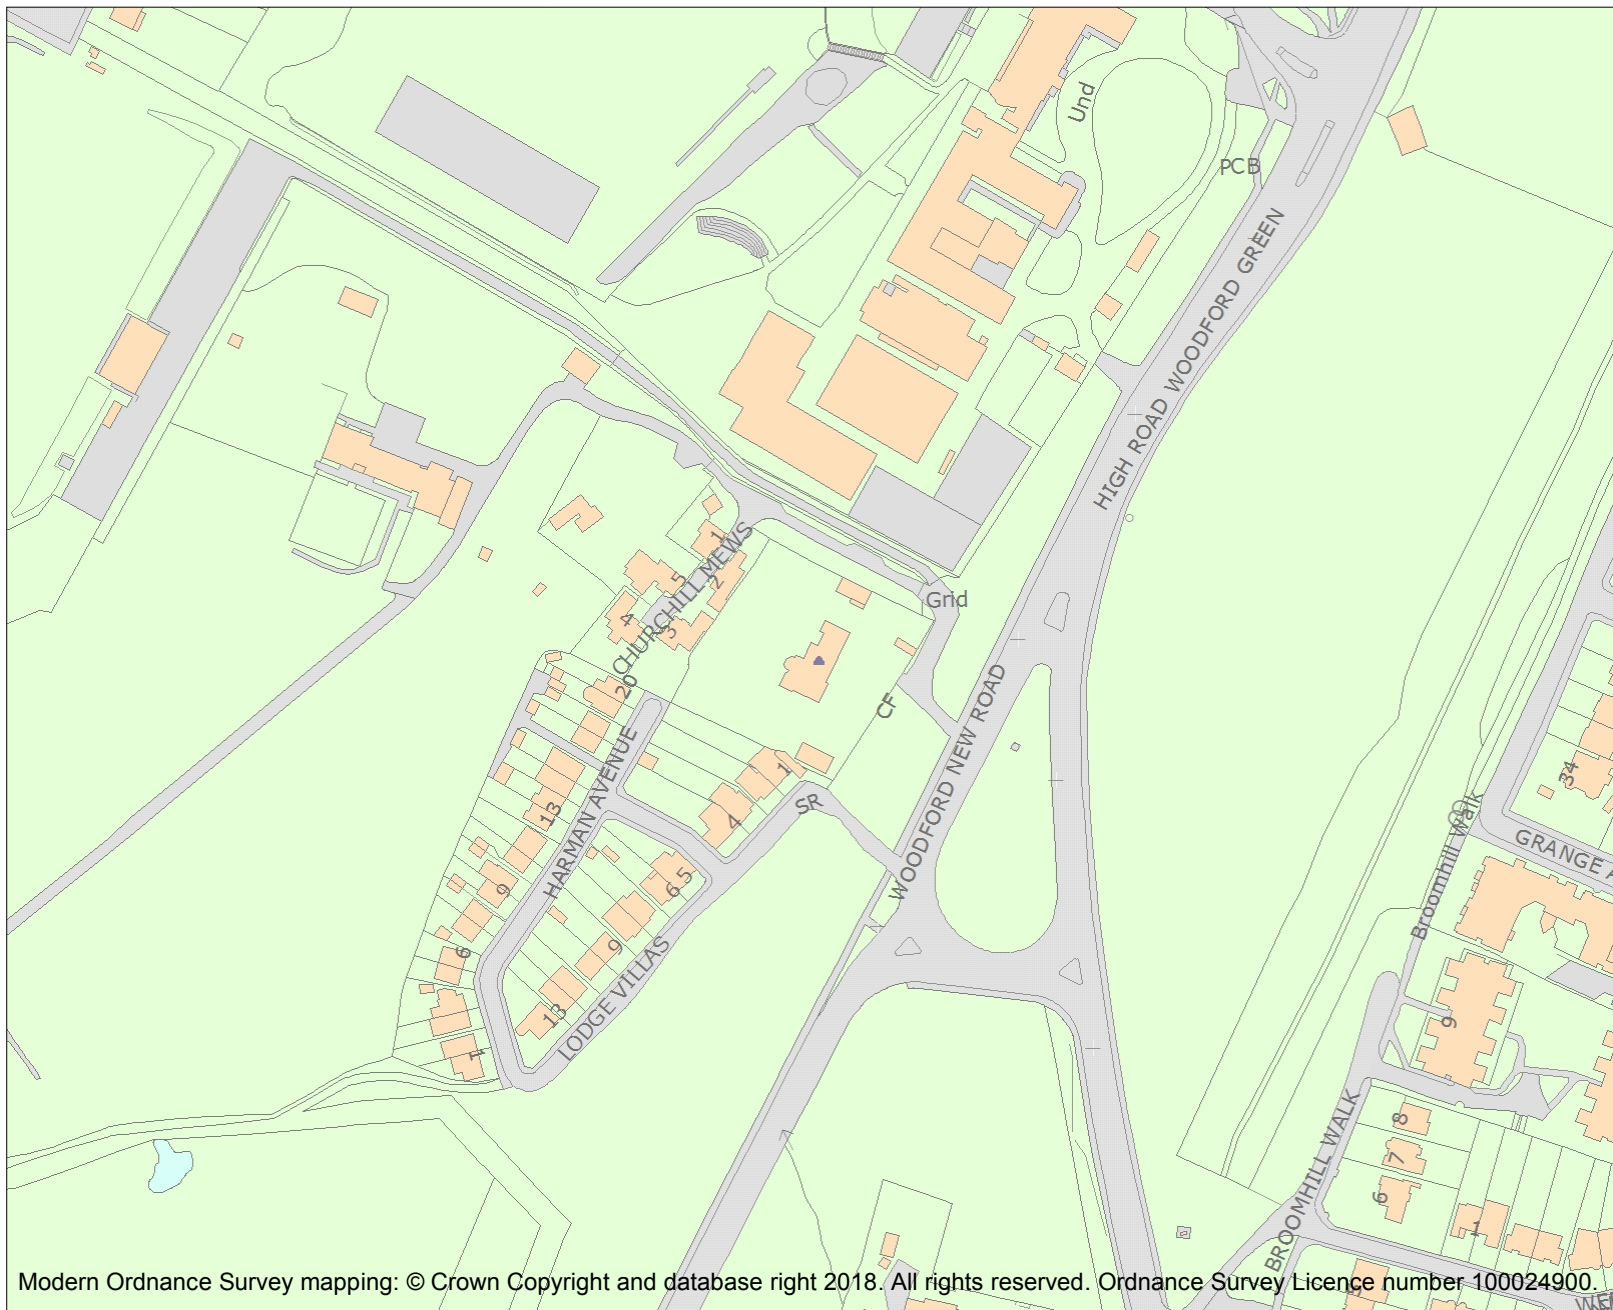 Und
PCB
HIGH ROAD WOODFORD GREEN
1
CHURCHILL MEWS
2
5
4
3
Grid
20
CF
WOODFORD NEW ROAD
HARMAN AVENUE
1
34
SR
13
4
Broomhill Walk
GRANGE A
6 5
9
9
LODGE VILLAS
6
13
9
1
BROOMHILL WALK
8
7
6
1
Modern Ordnance Survey mapping: © Crown Copyright and database right 2018. All rights reserved. Ordnance Survey Licence number 100024900.